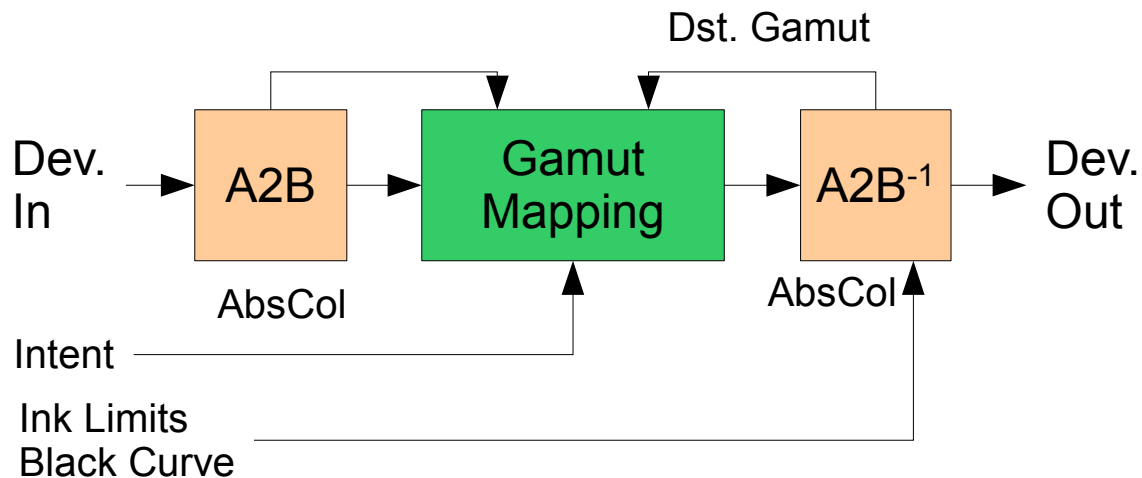 Dst. Gamut
Dev.
In
A2B
Gamut
Mapping
A2B⁻¹
Dev.
Out
AbsCol
AbsCol
Intent
Ink Limits
Black Curve